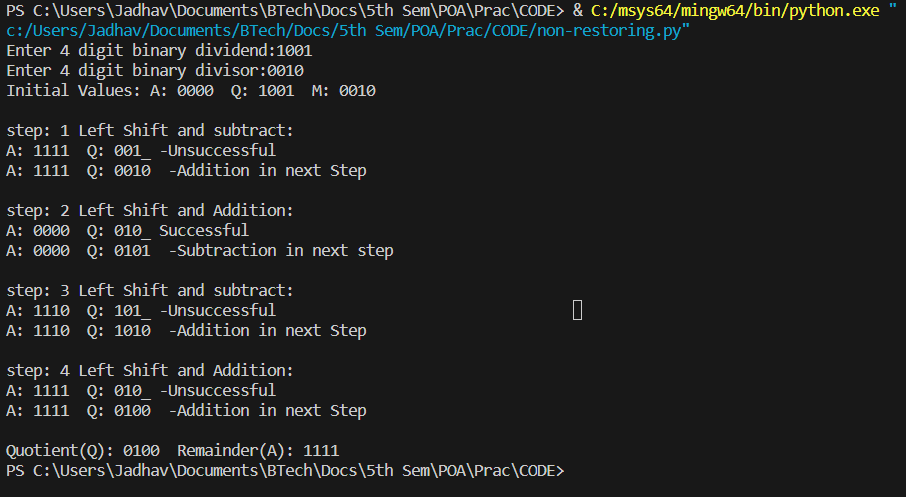 PS C:\Users\Jadhav\Documents\BTech\Docs\5th Sem\POA\Prac\CODE> & C:/msys64/mingw64/bin/python.exe "
c:/Users/Jadhav/Documents/BTech/Docs/5th Sem/POA/Prac/CODE/non-restoring.py"
Enter 4 digit binary dividend:1001
Enter 4 digit binary divisor:0010
Initial Values: A: 0000  Q: 1001  M: 0010

step: 1 Left Shift and subtract:
A: 1111  Q: 001_ -Unsuccessful
A: 1111  Q: 0010  -Addition in next Step

step: 2 Left Shift and Addition:
A: 0000  Q: 010_ Successful
A: 0000  Q: 0101  -Subtraction in next step

step: 3 Left Shift and subtract:
A: 1110  Q: 101_ -Unsuccessful
A: 1110  Q: 1010  -Addition in next Step

step: 4 Left Shift and Addition:
A: 1111  Q: 010_ -Unsuccessful
A: 1111  Q: 0100  -Addition in next Step

Quotient(Q): 0100  Remainder(A): 1111
PS C:\Users\Jadhav\Documents\BTech\Docs\5th Sem\POA\Prac\CODE>